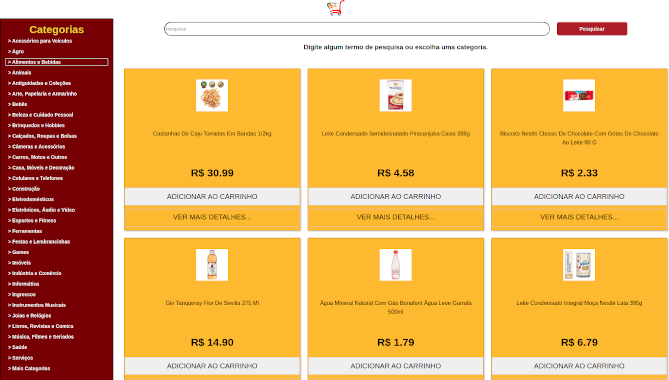 Pesquisar
Pesquisar
Digite algum termo de pesquisa ou escolha uma categoria.
Categorias
> Acessórios para Veículos
> Agro
> Alimentos e Bebidas
> Animais
> Antiguidades e Coleções
> Arte, Papelaria e Armarinho
> Bebês
> Beleza e Cuidado Pessoal
> Brinquedos e Hobbies
> Calçados, Roupas e Bolsas
> Câmeras e Acessórios
> Carros, Motos e Outros
> Casa, Móveis e Decoração
> Celulares e Telefones
> Construção
> Eletrodomésticos
> Eletrônicos, Áudio e Vídeo
> Esportes e Fitness
> Ferramentas
> Festas e Lembrancinhas
> Games
> Imóveis
> Indústria e Comércio
> Informática
> Ingressos
> Instrumentos Musicais
> Joias e Relógios
> Livros, Revistas e Comics
> Música, Filmes e Seriados
> Saúde
> Serviços
> Mais Categorias
Castanhas De Caju Torradas Em Bandas 1/2kg
R$ 30.99
ADICIONAR AO CARRINHO
VER MAIS DETALHES...
Leite Condensado Semidesnatado Piracanjuba Caixa 395g
R$ 4.58
ADICIONAR AO CARRINHO
VER MAIS DETALHES...
Biscoito Nestlé Classic De Chocolate Com Gotas De Chocolate
Ao Leite 60 G
R$ 2.33
ADICIONAR AO CARRINHO
VER MAIS DETALHES...
Gin Tanqueray Flor De Sevilla 275 Ml
R$ 14.90
ADICIONAR AO CARRINHO
Água Mineral Natural Com Gás Bonafont Água Leve Garrafa
500ml
R$ 1.79
ADICIONAR AO CARRINHO
Leite Condensado Integral Moça Nestlé Lata 395g
R$ 6.79
ADICIONAR AO CARRINHO